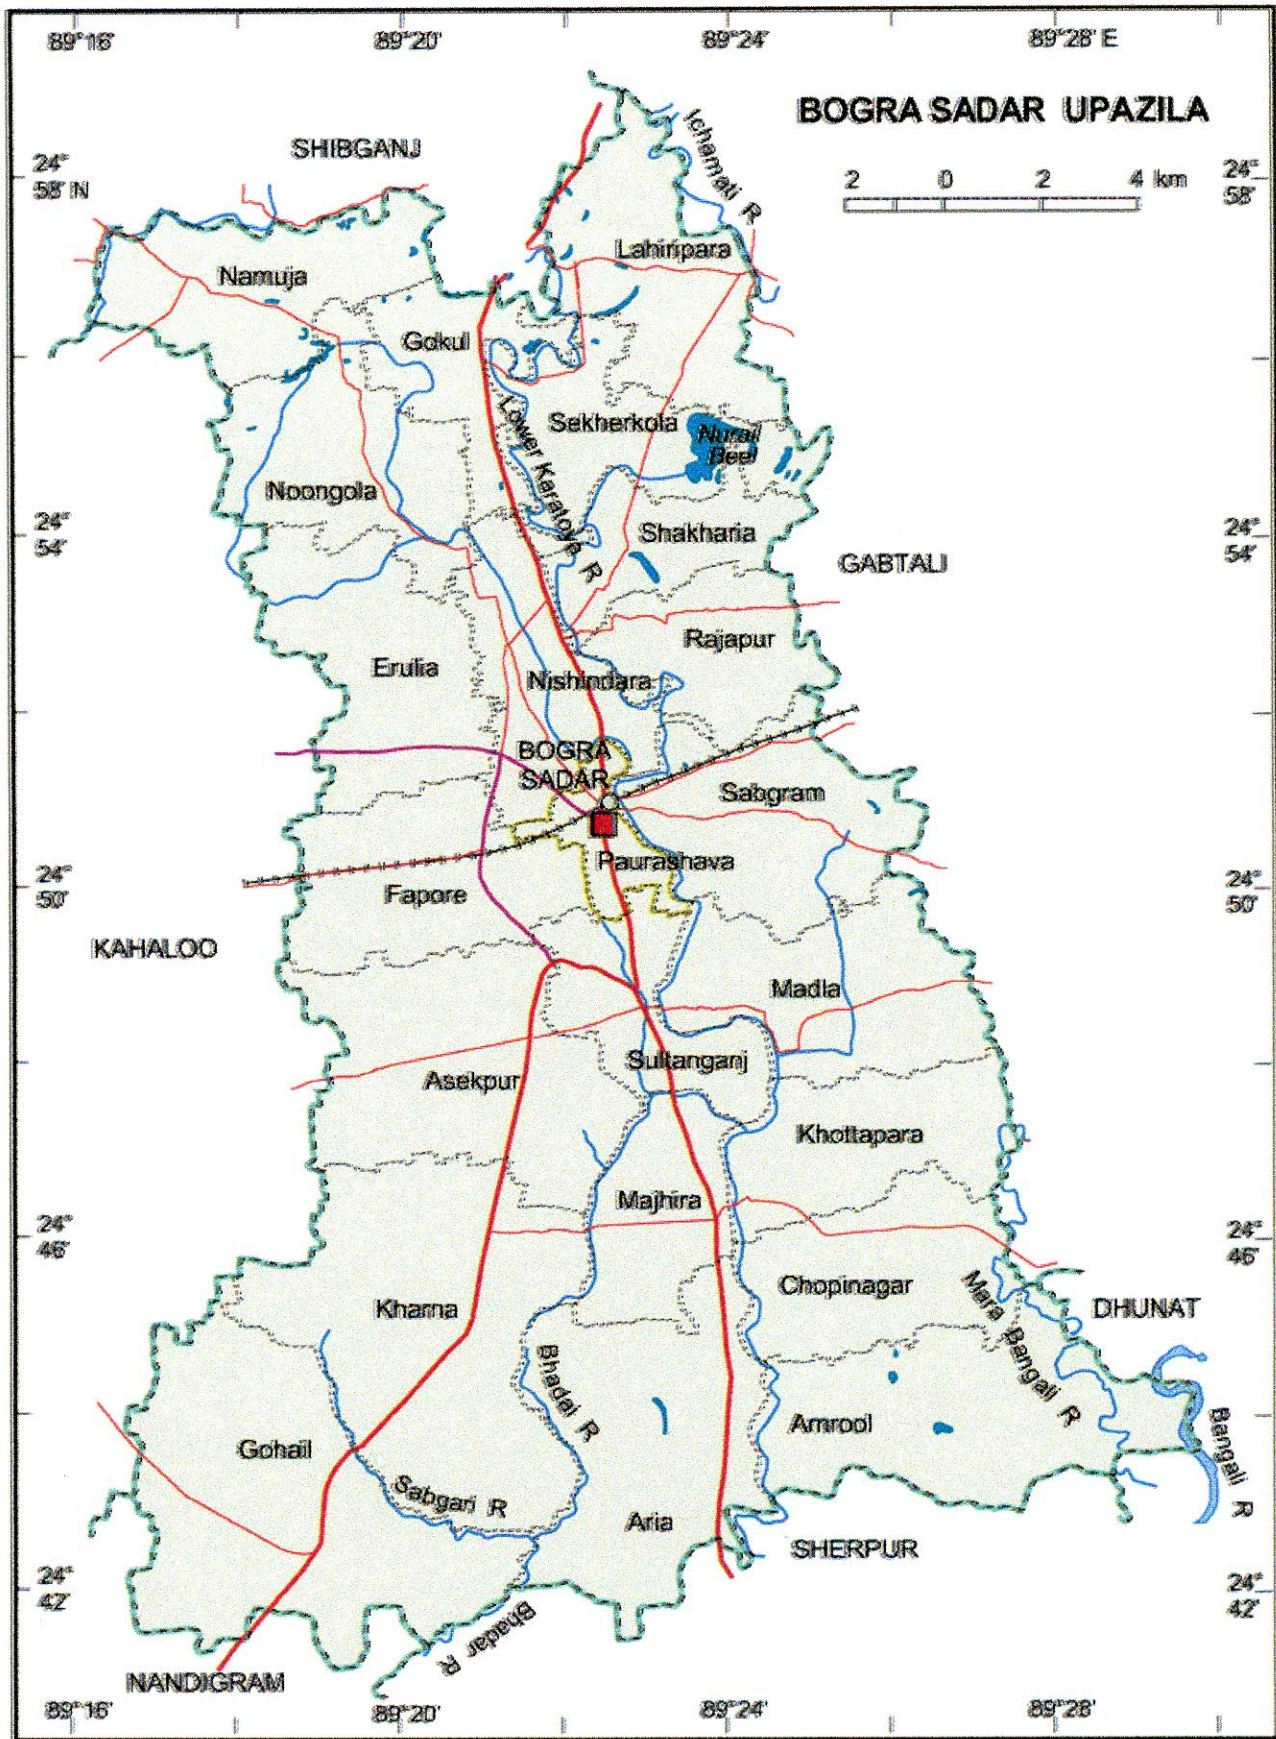 89°16'
89°20'
89°24'
89°28' E
BOGRA SADAR UPAZILA
Ichamati R
SHIBGANJ
24°
58' N
2 0 2 4 km
24°
58'
Lahiripara
Namuja
Gokul
Lower Karatoya R
Sekherkola
Nurail
Beel
Noongola
24°
54'
Shakharia
24°
54'
GABTALI
Rajapur
Erulia
Nishindara
BOGRA
SADAR
Sabgram
Paurashava
24°
50'
Fapore
24°
50'
KAHALOO
Madla
Sultanganj
Asekpur
Khottapara
Majhira
24°
46'
24°
46'
Chopinagar
Mara Bangali R
Kharna
DHUNAT
Bhadai R
Bangali R
Amrool
Gohail
Sabgari R
Aria
SHERPUR
24°
42'
24°
42'
Bhadar R
NANDIGRAM
89°16'
89°20'
89°24'
89°28'